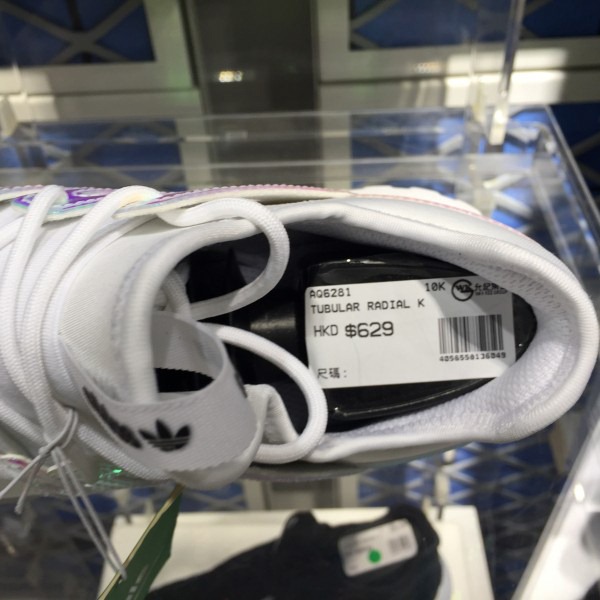 AQ6281 10K
TUBULAR RADIAL K
HKD $629
尺碼：